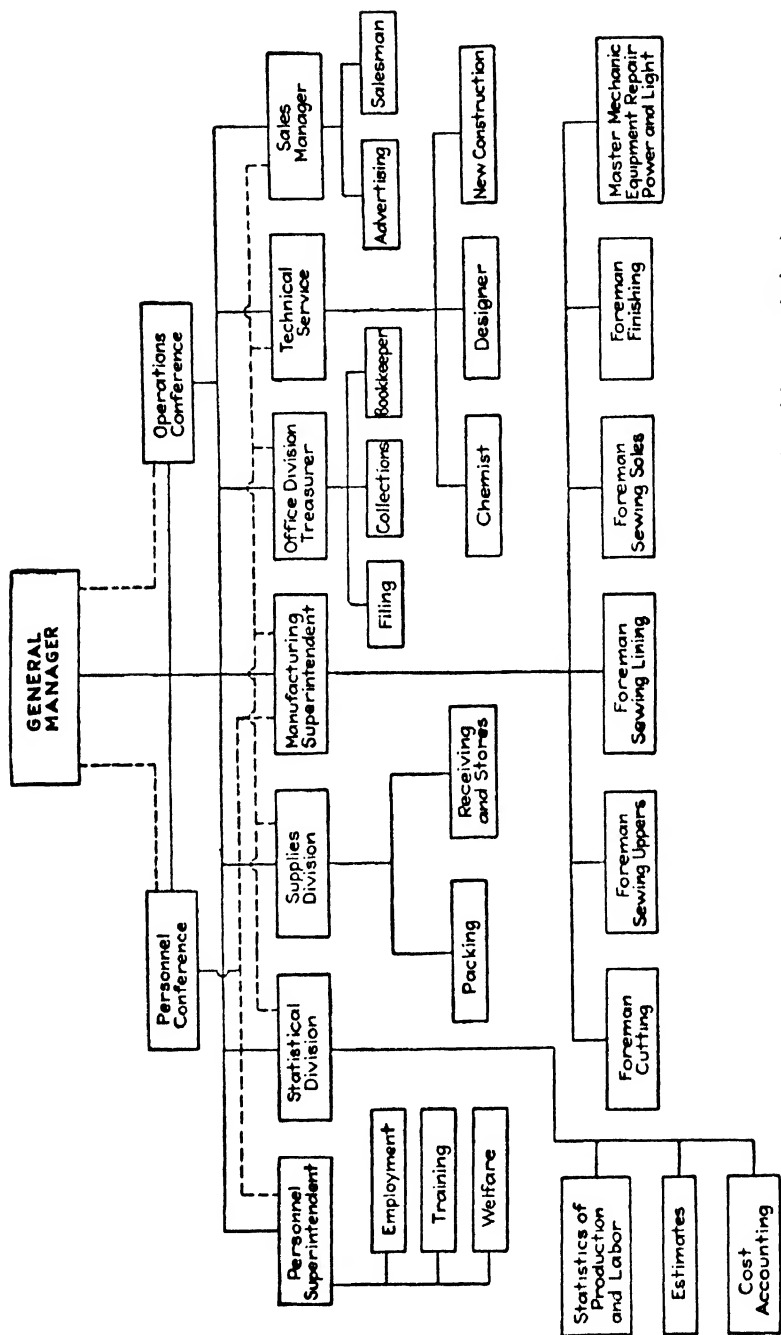 GENERAL
MANAGER
Personnel
Conference
Operations
Conference
Personnel
Superintendent
Statistical
Division
Supplies
Division
Manufacturing
Superintendent
Office Division
Treasurer
Technical
Service
Sales
Manager
Employment
Training
Welfare
Statistics of
Production
and Labor
Estimates
Cost
Accounting
Packing
Receiving
and Stores
Filing
Collections
Bookkeeper
Chemist
Designer
New Construction
Advertising
Salesman
Foreman
Cutting
Foreman
Sewing Uppers
Foreman
Sewing Lining
Foreman
Sewing Soles
Foreman
Finishing
Master Mechanic
Equipment Repair
Power and Light